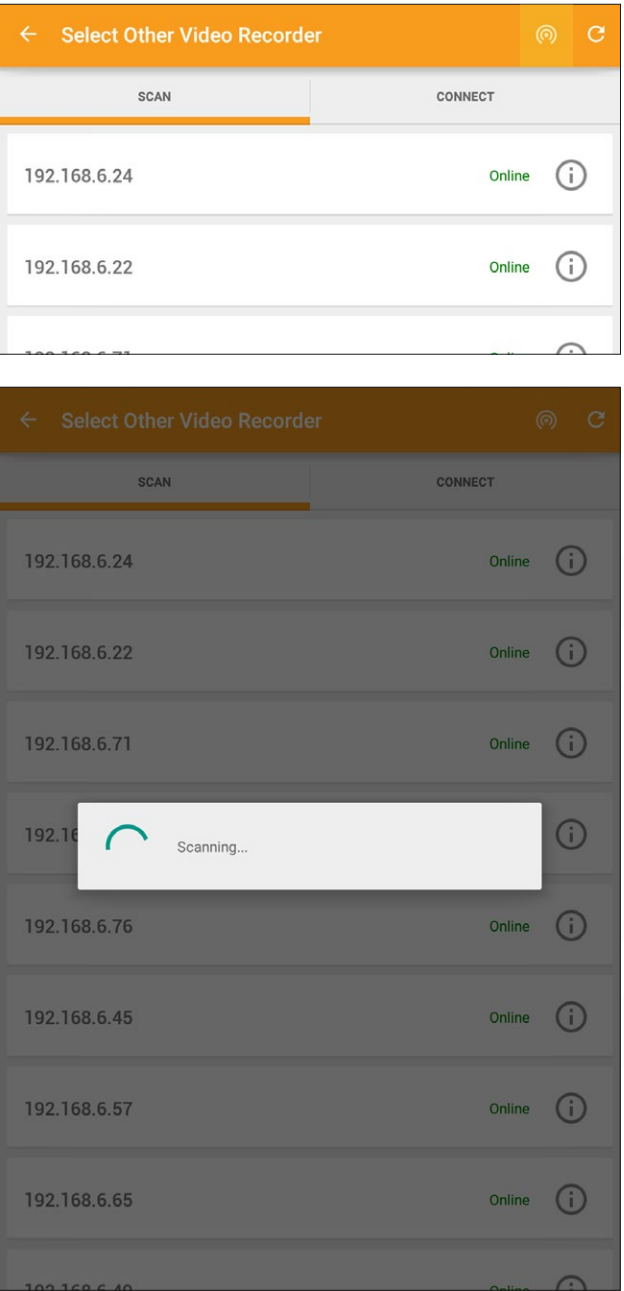 Select Other Video Recorder
SCAN CONNECT
192.168.6.24 Online
192.168.6.22 Online
Select Other Video Recorder
SCAN CONNECT
192.168.6.24 Online
192.168.6.22 Online
192.168.6.71 Online
Scanning...
192.168.6.76 Online
192.168.6.45 Online
192.168.6.57 Online
192.168.6.65 Online